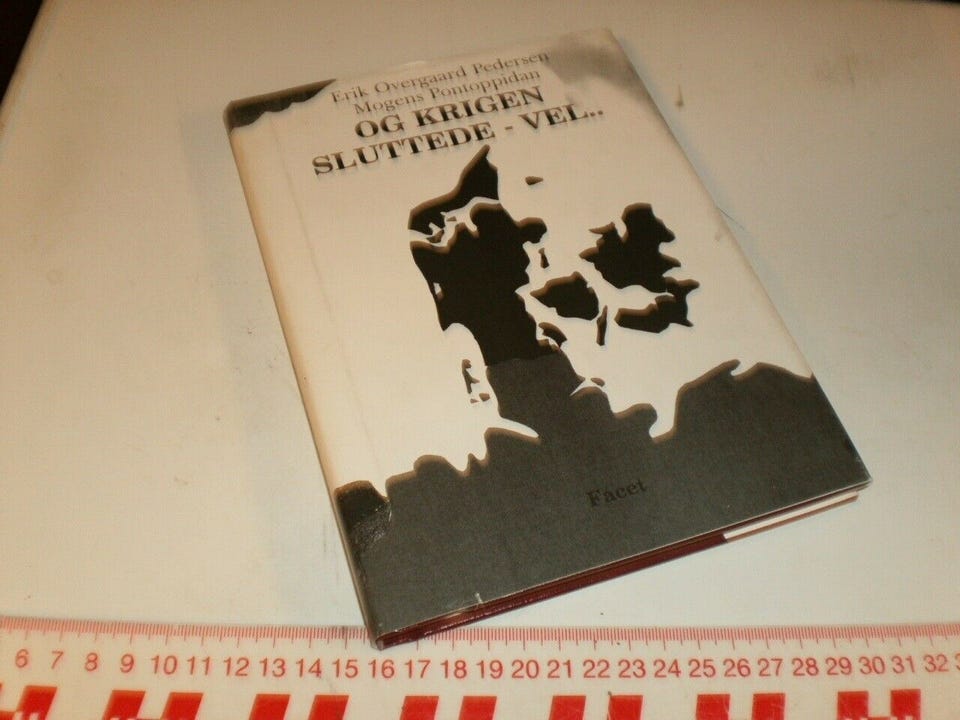 Erik Overgaard Pedersen
Mogens Pontoppidan
OG KRIGEN
SLUTTEDE - VEL..
Facet
6 7 8 9 10 11 12 13 14 15 16 17 18 19 20 21 22 23 24 25 26 27 28 29 30 31 32